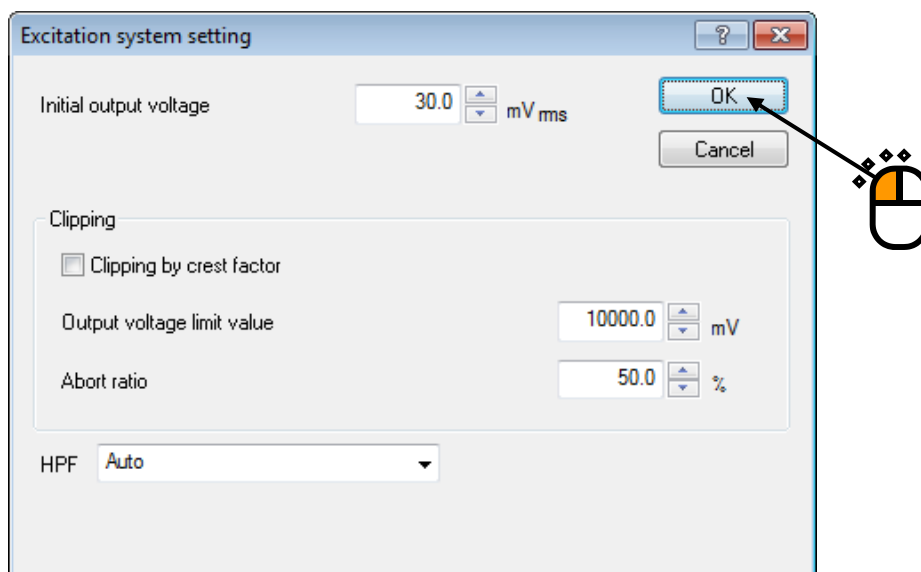 Excitation system setting
Initial output voltage 30.0 mV rms
OK
Cancel
Clipping
Clipping by crest factor
Output voltage limit value 10000.0 mV
Abort ratio 50.0 %
HPF Auto